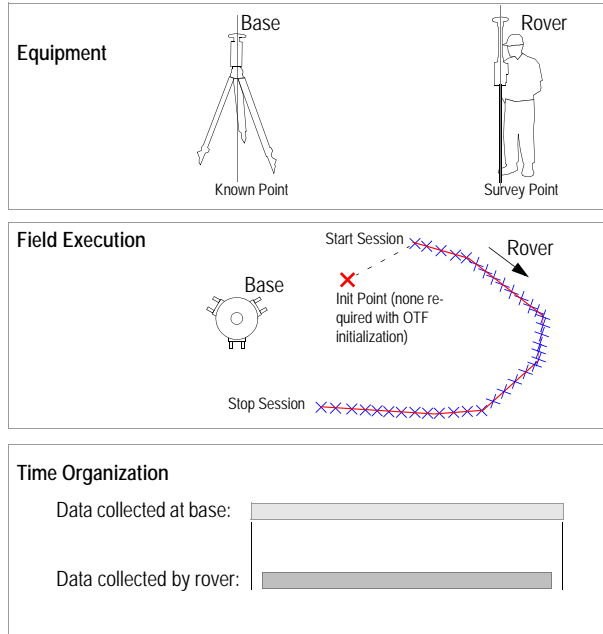 Equipment
Base
Rover
Known Point
Survey Point
Field Execution
Start Session
Rover
Base
Init Point (none re-
quired with OTF
initialization)
Stop Session
Time Organization
Data collected at base:
Data collected by rover: